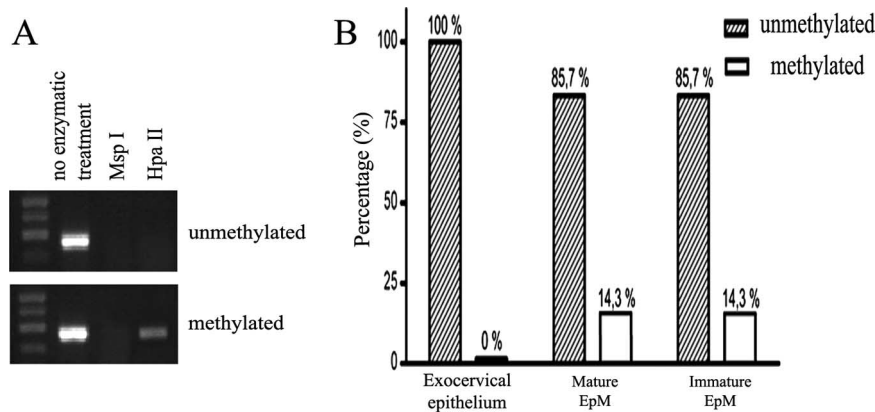 A
no enzymatic
treatment
Msp I
Hpa II
unmethylated
methylated
B
unmethylated
methylated
Percentage (%)
100
75
50
25
0
100 %
0 %
85,7 %
14,3 %
85,7 %
14,3 %
Exocervical
epithelium
Mature
EpM
Immature
EpM